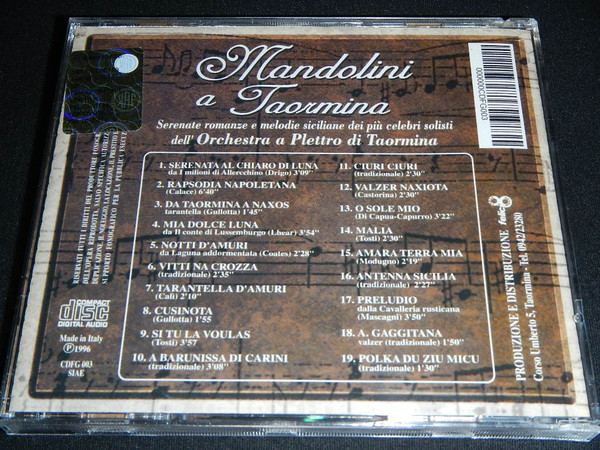 Mandolini
a Taormina
Serenate romanze e melodie siciliane dei più celebri solisti
dell'Orchestra a Plettro di Taormina
1. SERENATA AL CHIARO DI LUNA
da I milioni di Allerechino (Drigo) 3'09"
2. RAPSODIA NAPOLETANA
(Calace) 6'40"
3. DA TAORMINA A NAXOS
tarantella (Gullotta) 1'45"
4. MIA DOLCE LUNA
da Il conte di Lussemburgo (Lhear) 3'54"
5. NOTTI D'AMURI
da Laguna addormentata (Coates) 2'28"
6. VITTI NA CROZZA
(tradizionale) 2'35"
7. TARANTELLA D'AMURI
(Calì) 2'10"
8. CUSINOTA
(Gullotta) 1'55
9. SI TU LA VOULAS
(Tosti) 3'57
10. A BARUNISSA DI CARINI
(tradizionale) 3'08"
11. CIURI CIURI
(tradizionale) 2'30"
12. VALZER NAXIOTA
(Castorina) 2'30"
13. O SOLE MIO
(Di Capua-Capurro) 3'22"
14. MALIA
(Tosti) 2'30"
15. AMARA TERRA MIA
(Modugno) 2'19"
16. ANTENNA SICILIA
(tradizionale) 2'27"
17. PRELUDIO
dalla Cavalleria rusticana
(Mascagni) 3'50"
18. A. GAGGITANA
valzer (tradizionale) 1'50"
19. POLKA DU ZIU MICU
(tradizionale) 1'30"
COMPACT
disc
DIGITAL AUDIO
Made in Italy
℗1996
CDFG 003
SIAE
PRODUZIONE E DISTRIBUZIONE
Corso Umberto 5, Taormina - Tel. 0942/23280